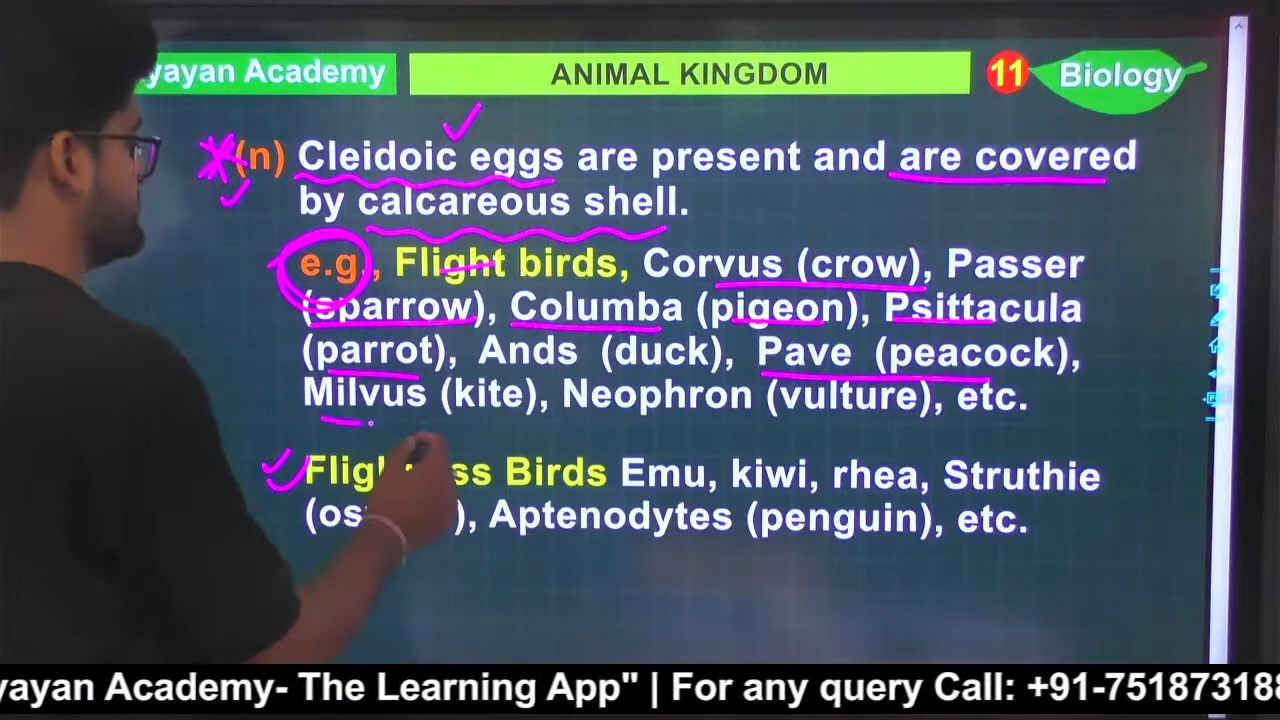 yayan Academy
ANIMAL KINGDOM
11 Biology
(n) Cleidoic eggs are present and are covered
by calcareous shell.
e.g., Flight birds, Corvus (crow), Passer
(sparrow), Columba (pigeon), Psittacula
(parrot), Ands (duck), Pave (peacock),
Milvus (kite), Neophron (vulture), etc.
Birds Emu, kiwi, rhea, Struthie
Aptenodytes (penguin), etc.
yayan Academy- The Learning App" | For any query Call: +91-751873188